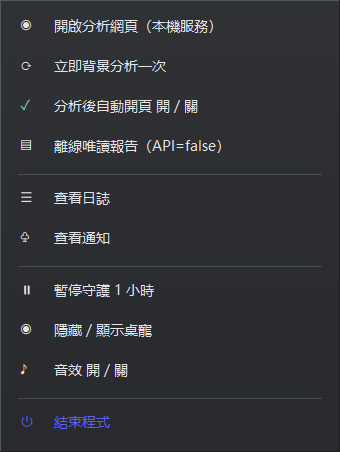 開啟分析網頁（本機服務）
立即背景分析一次
分析後自動開頁 開 / 關
離線唯讀報告（API=false）
查看日誌
查看通知
暫停守護 1 小時
隱藏 / 顯示桌寵
音效 開 / 關
結束程式